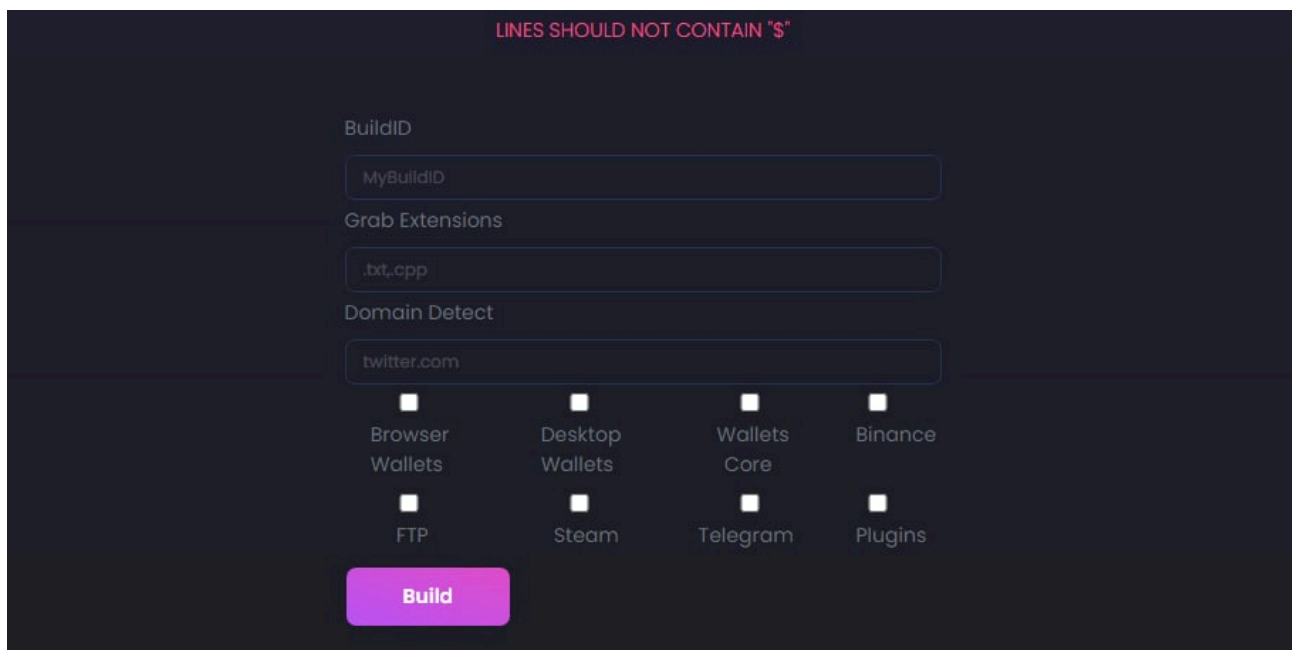 LINES SHOULD NOT CONTAIN "$"
BuildID
MyBuildID
Grab Extensions
.txt,.cpp
Domain Detect
twitter.com
Browser Wallets
Desktop Wallets
Wallets Core
Binance
FTP
Steam
Telegram
Plugins
Build